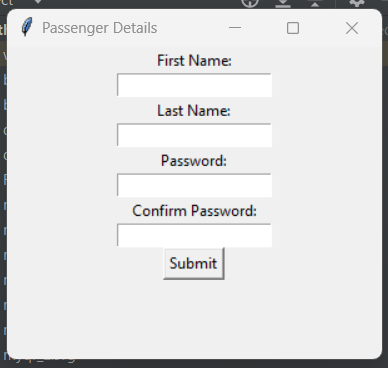 Passenger Details
First Name:
Last Name:
Password:
Confirm Password:
Submit